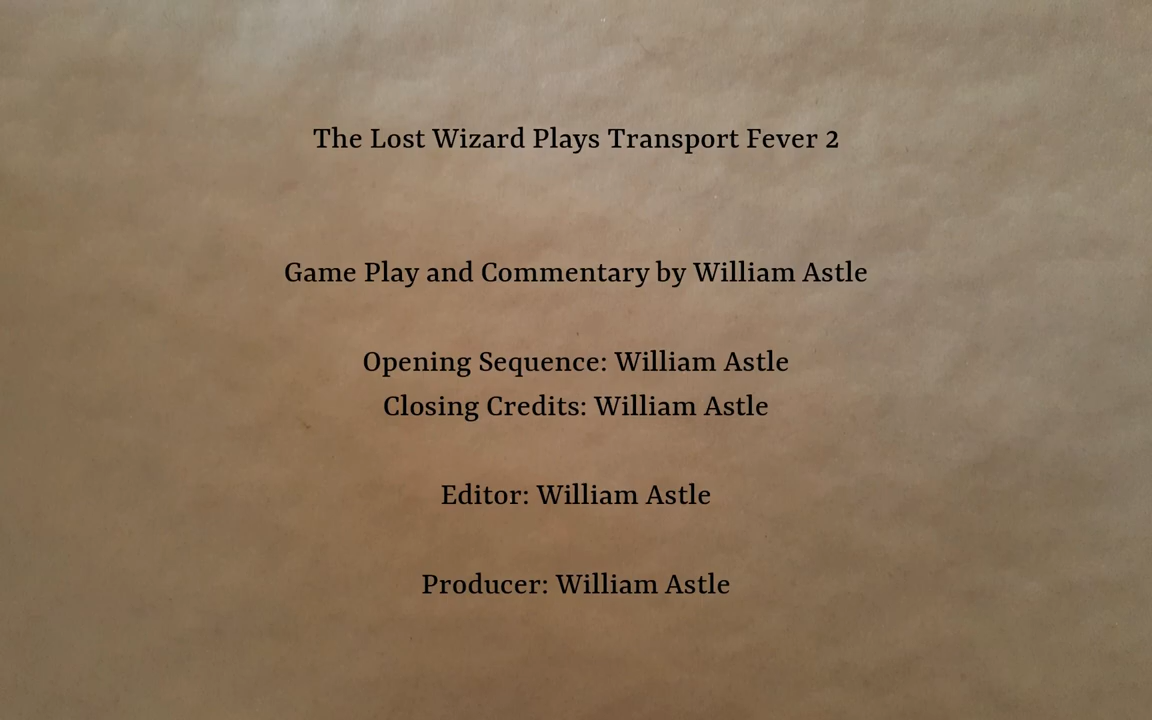 The Lost Wizard Plays Transport Fever 2
Game Play and Commentary by William Astle
Opening Sequence: William Astle
Closing Credits: William Astle
Editor: William Astle
Producer: William Astle